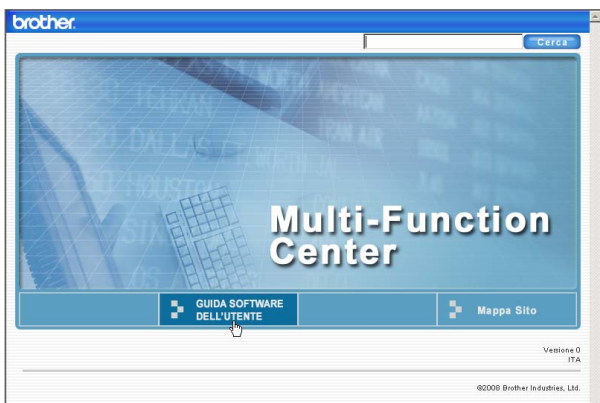 brother.
Cerca
Multi-Function
Center
GUIDA SOFTWARE
DELL'UTENTE
Mappa Sito
Versione 0
ITA
©2008 Brother Industries, Ltd.